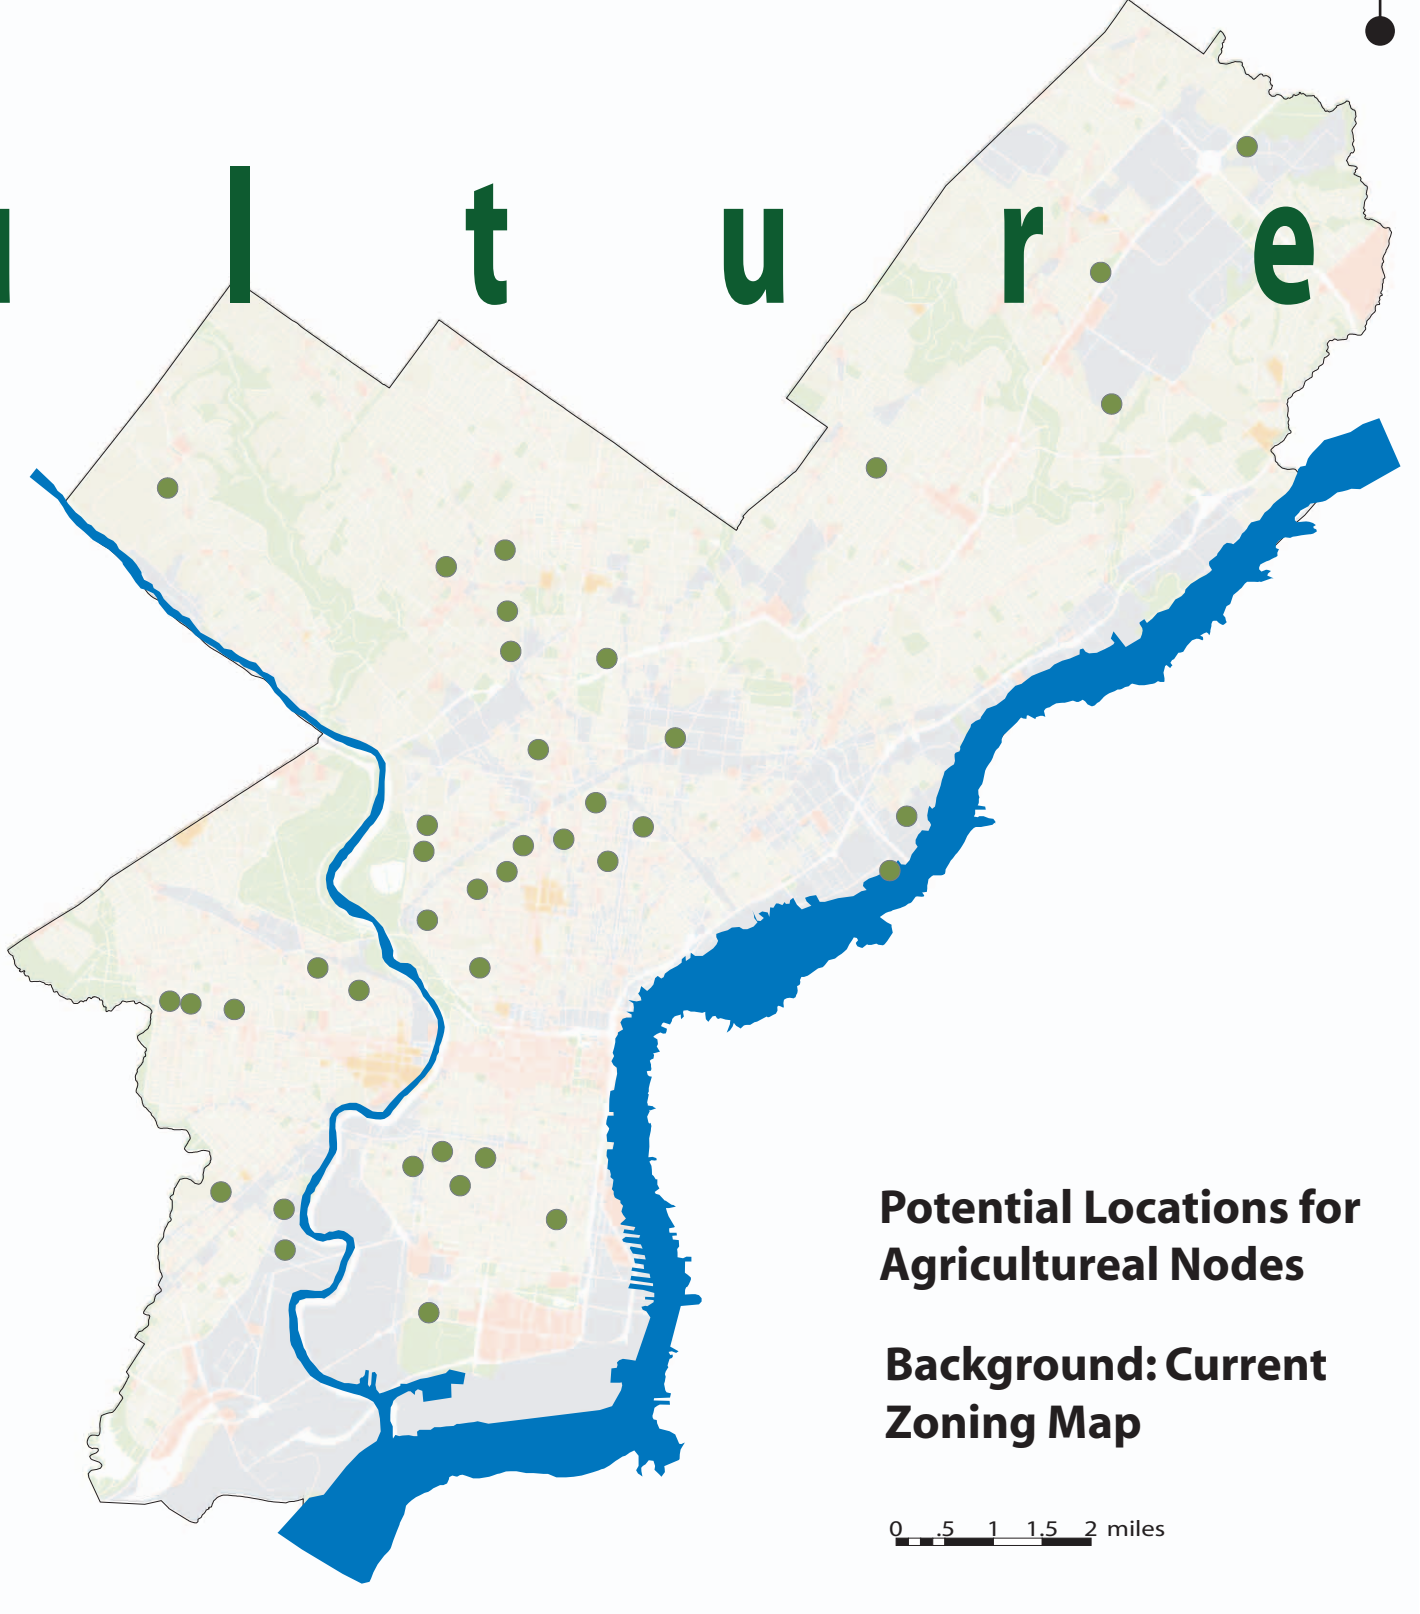 u l t u r e
Potential Locations for
Agricultureal Nodes
Background: Current
Zoning Map
0 .5 1 1.5 2 miles